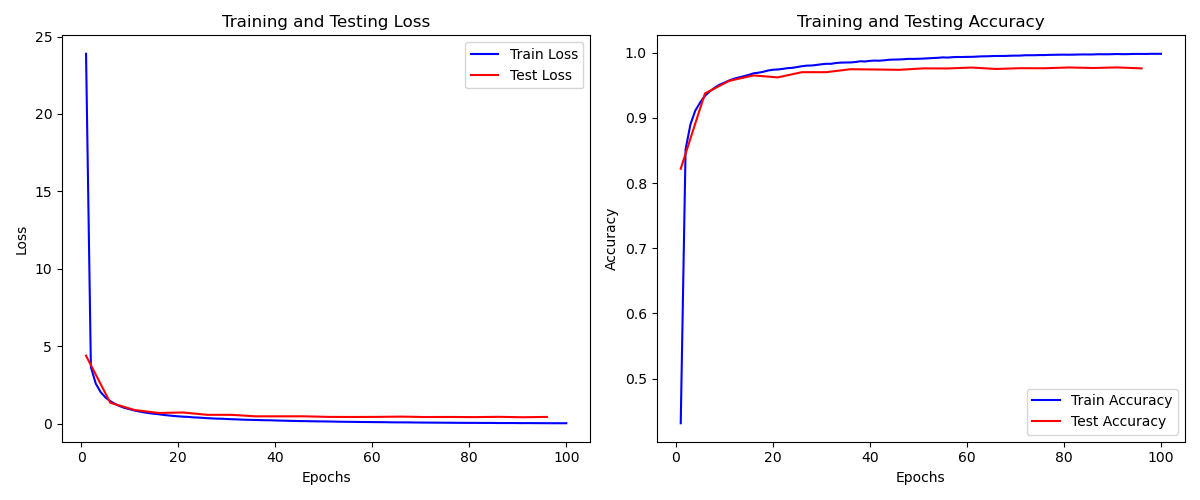 Training and Testing Loss
25
20
15
10
5
0
Loss
0 20 40 60 80 100
Epochs
Train Loss
Test Loss
Training and Testing Accuracy
1.0
0.9
0.8
0.7
0.6
0.5
Accuracy
0 20 40 60 80 100
Epochs
Train Accuracy
Test Accuracy